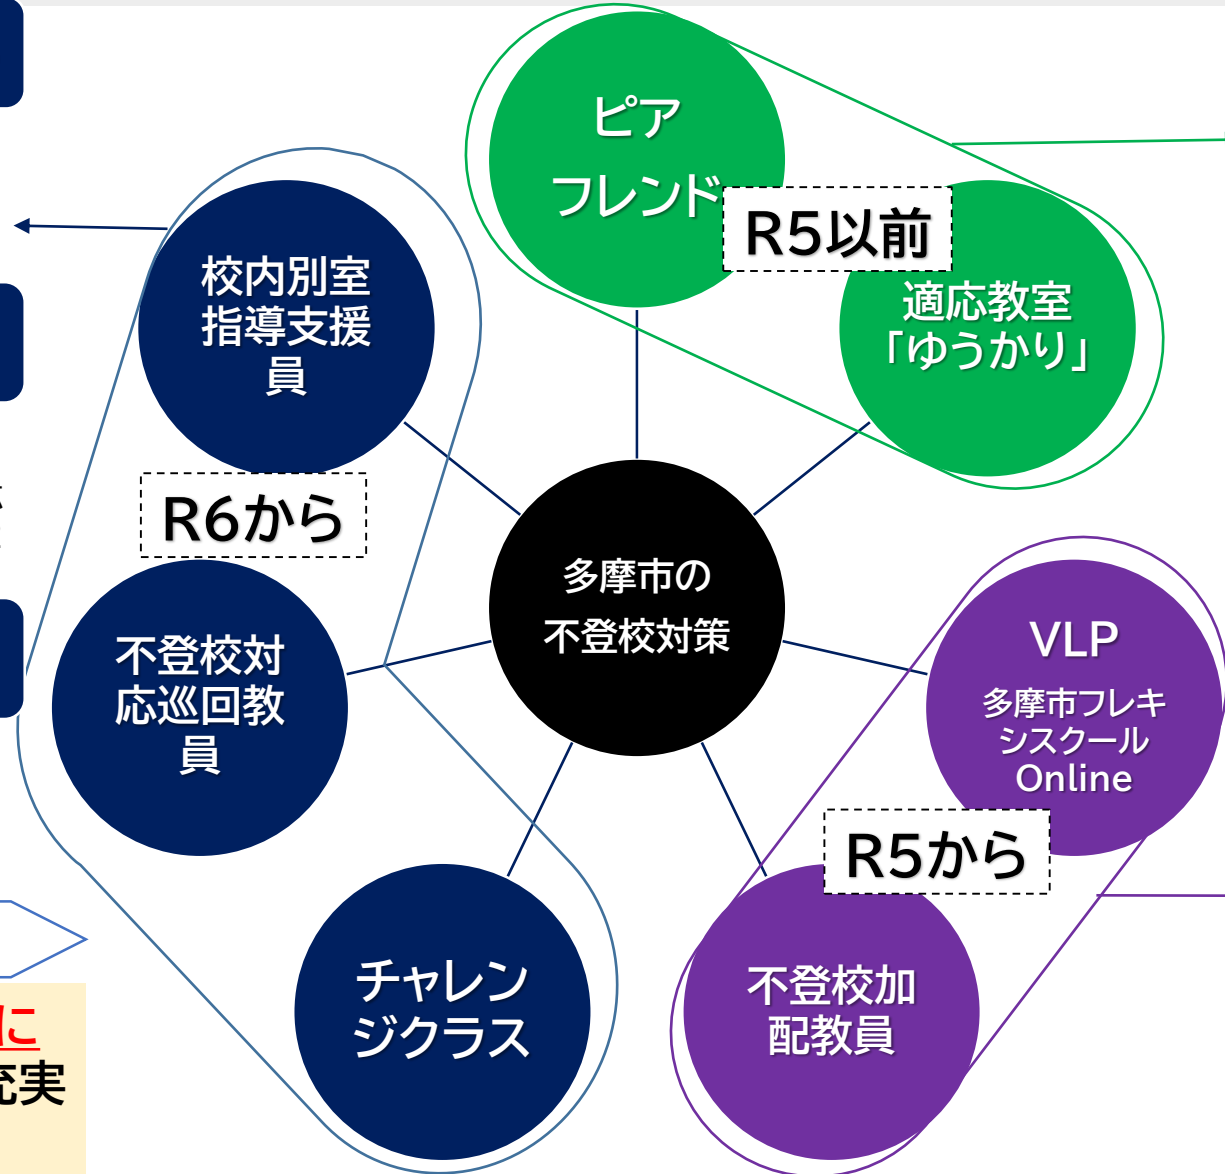 ピア
フレンド
R5以前
適応教室
「ゆうかり」
校内別室
指導支援
員
R6から
多摩市の
不登校対策
不登校対
応巡回教
員
VLP
多摩市フレキ
シスクール
Online
R5から
チャレン
ジクラス
不登校加
配教員
に
充実